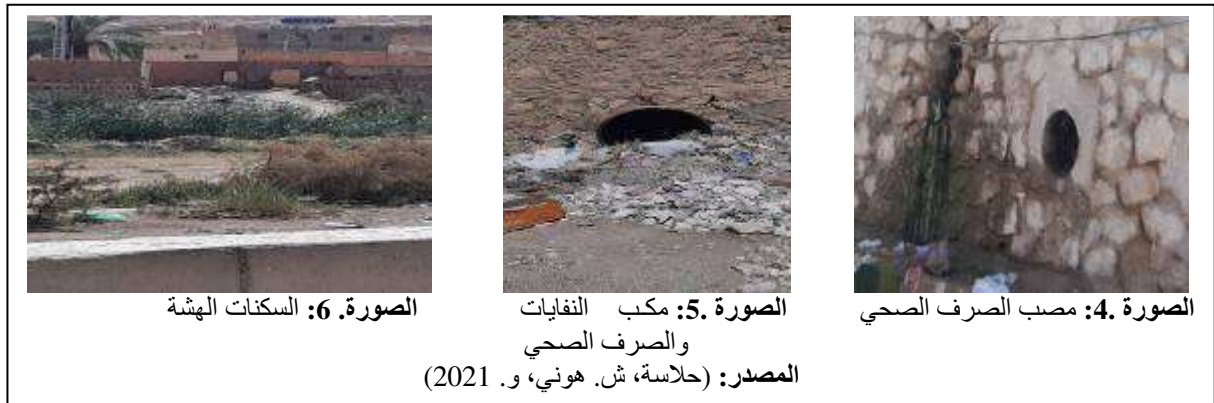 الصورة .4: مصب الصرف الصحي
الصورة .5: مكب النفايات
والصرف الصحي
الصورة. 6: السكنات الهشة
المصدر: (حلاسة، ش. هوني، و. 2021)